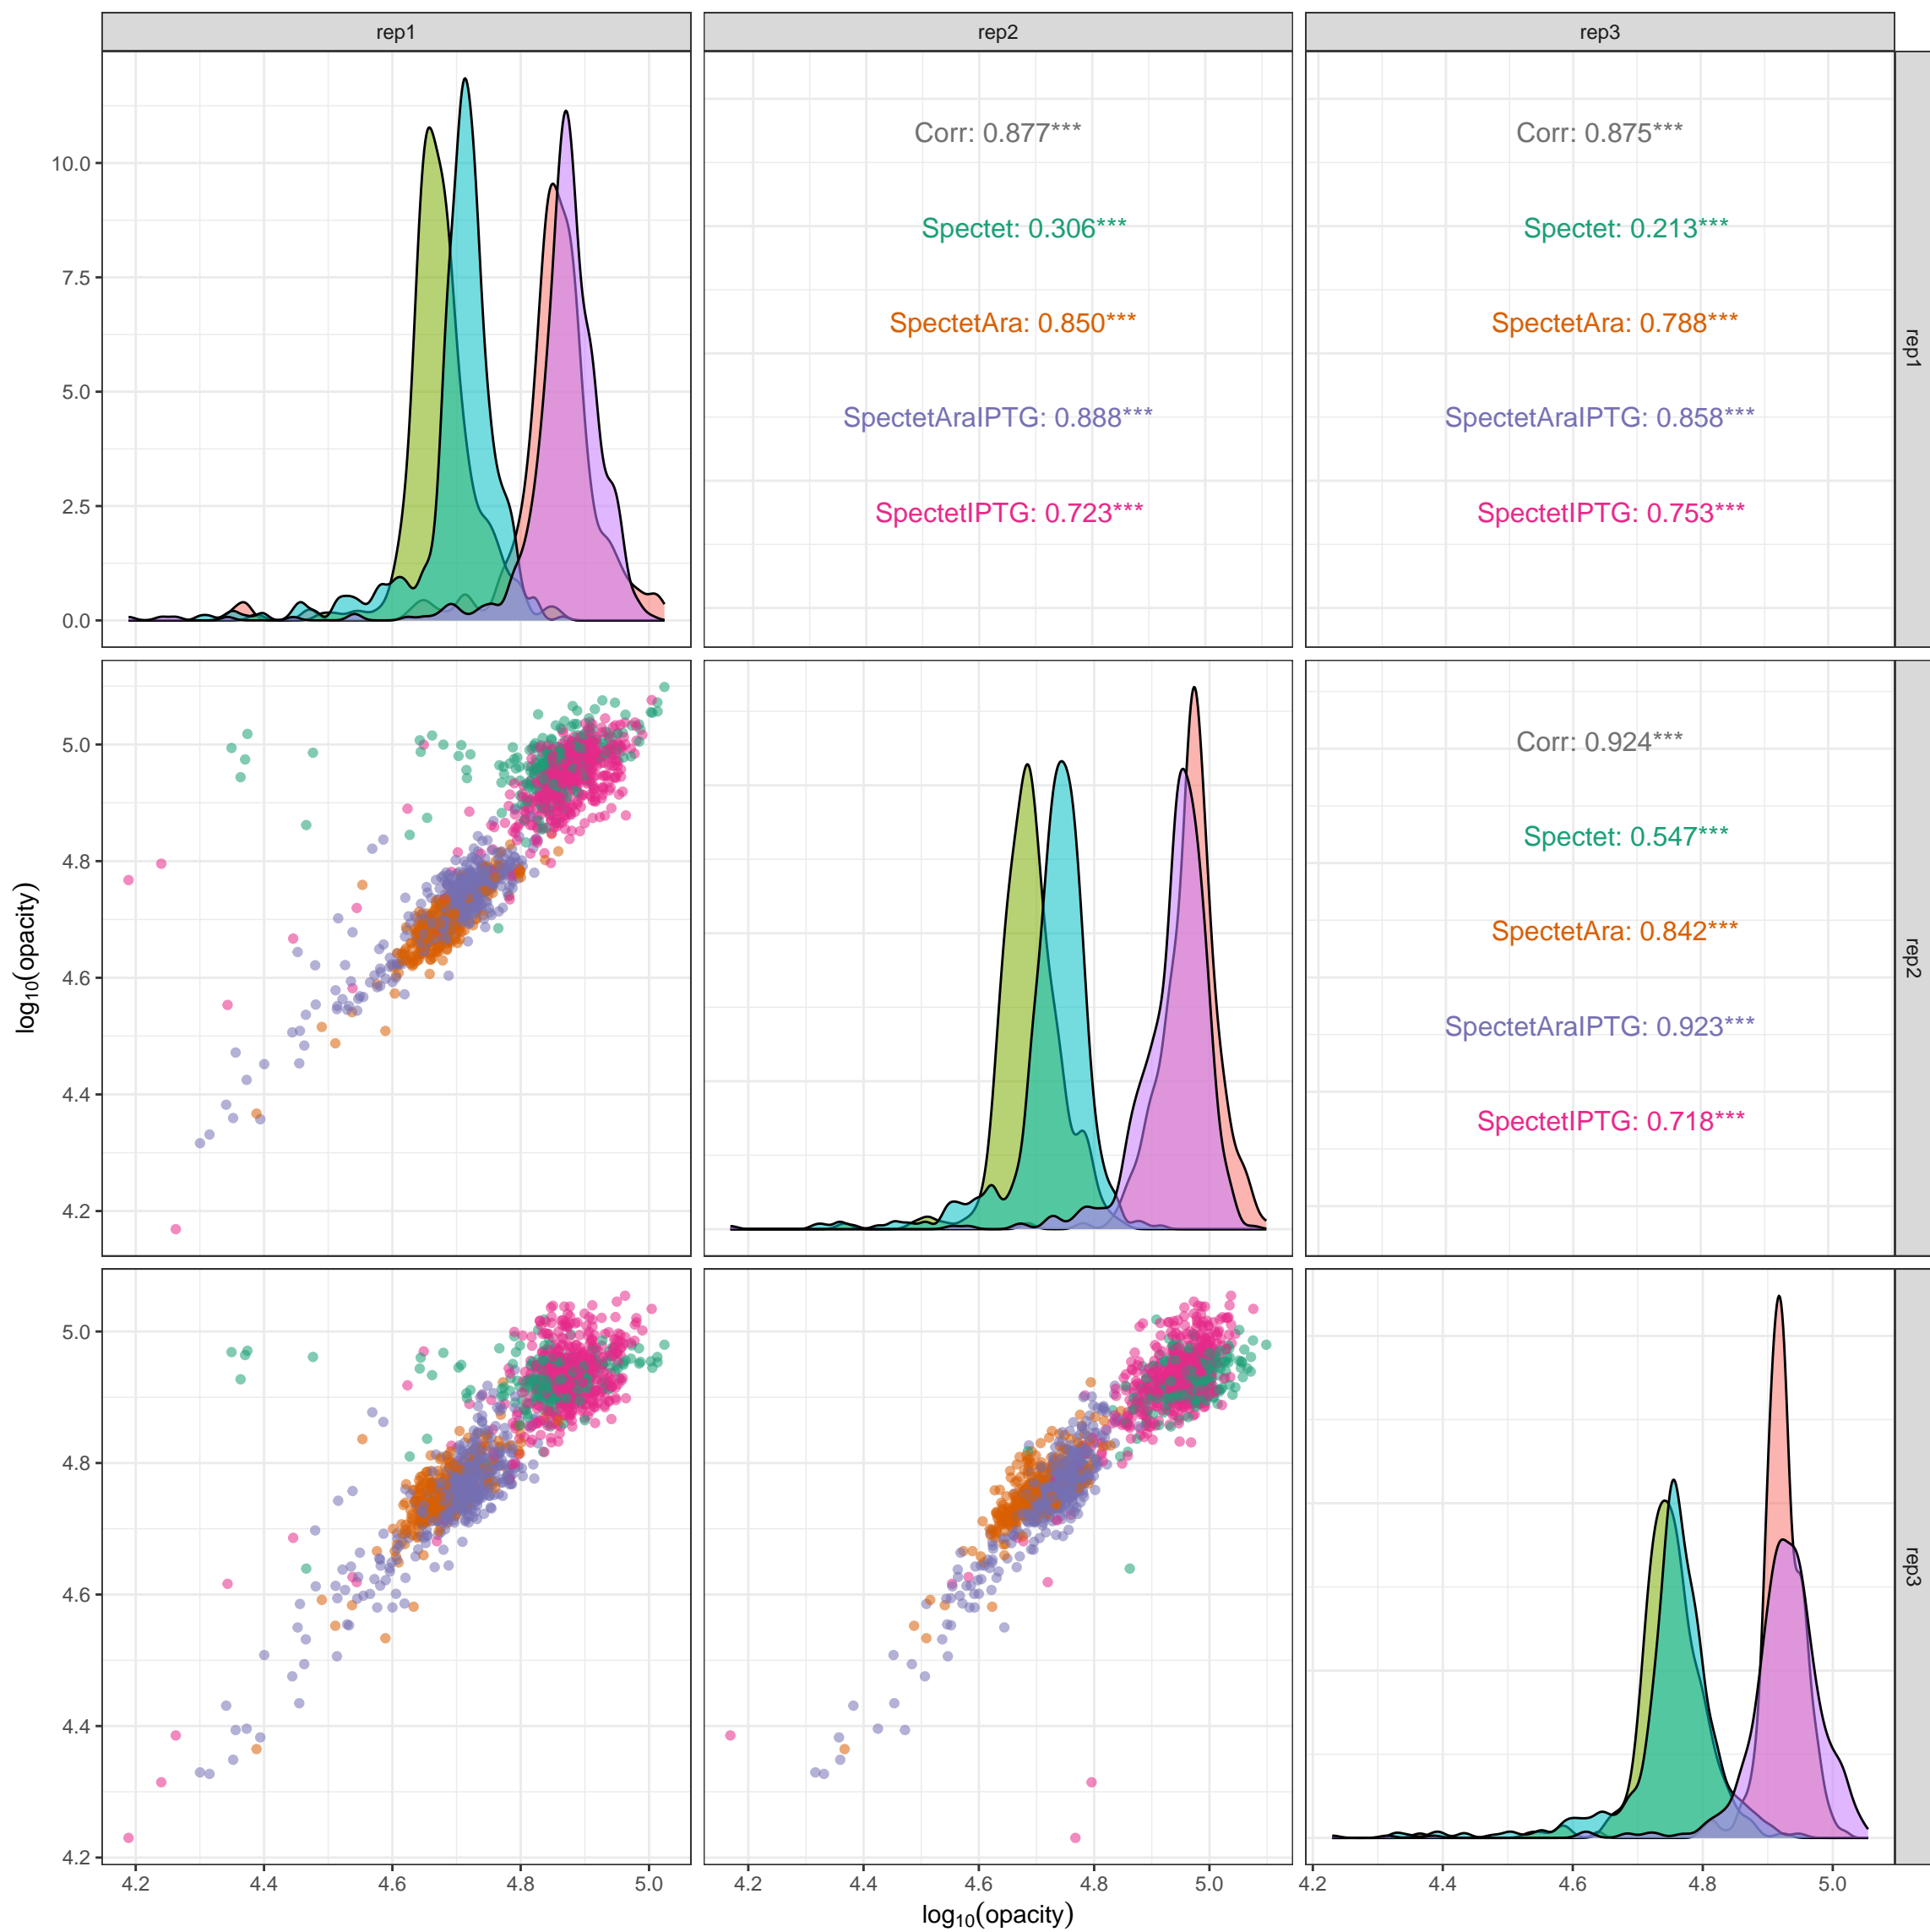 rep1
rep2
rep3
10.0
7.5
5.0
2.5
0.0
Corr: 0.877***
Spectet: 0.306***
SpectetAra: 0.850***
SpectetAraIPTG: 0.888***
SpectetIPTG: 0.723***
Corr: 0.875***
Spectet: 0.213***
SpectetAra: 0.788***
SpectetAraIPTG: 0.858***
SpectetIPTG: 0.753***
rep1
log₁₀(opacity)
5.0
4.8
4.6
4.4
4.2
Corr: 0.924***
Spectet: 0.547***
SpectetAra: 0.842***
SpectetAraIPTG: 0.923***
SpectetIPTG: 0.718***
rep2
5.0
4.8
4.6
4.4
4.2
rep3
4.2 4.4 4.6 4.8 5.0
4.2 4.4 4.6 4.8 5.0
4.2 4.4 4.6 4.8 5.0
log₁₀(opacity)